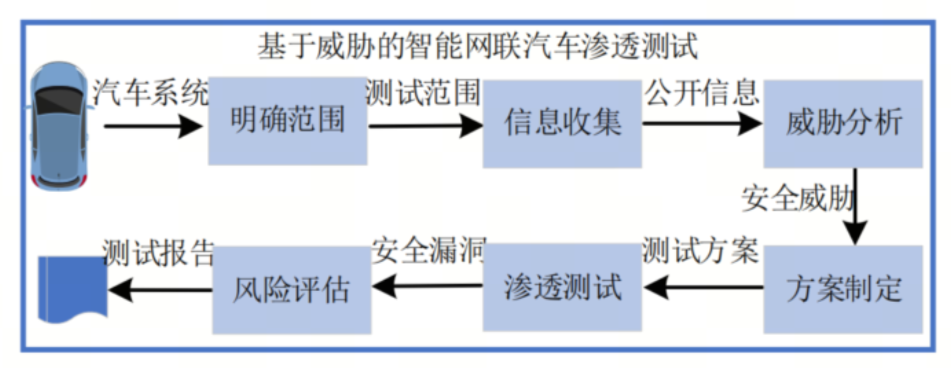 基于威胁的智能网联汽车渗透测试
汽车系统
明确范围
测试范围
信息收集
公开信息
威胁分析
安全威胁
方案制定
测试方案
渗透测试
安全漏洞
风险评估
测试报告